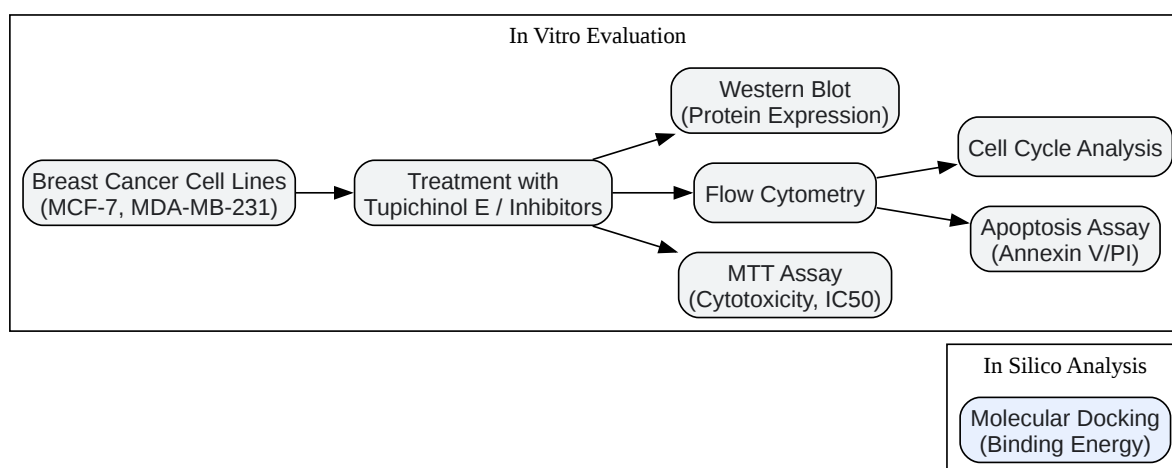 In Vitro Evaluation
Breast Cancer Cell Lines
(MCF-7, MDA-MB-231)
Treatment with
Tupichinol E / Inhibitors
Western Blot
(Protein Expression)
Flow Cytometry
MTT Assay
(Cytotoxicity, IC50)
Cell Cycle Analysis
Apoptosis Assay
(Annexin V/PI)
In Silico Analysis
Molecular Docking
(Binding Energy)